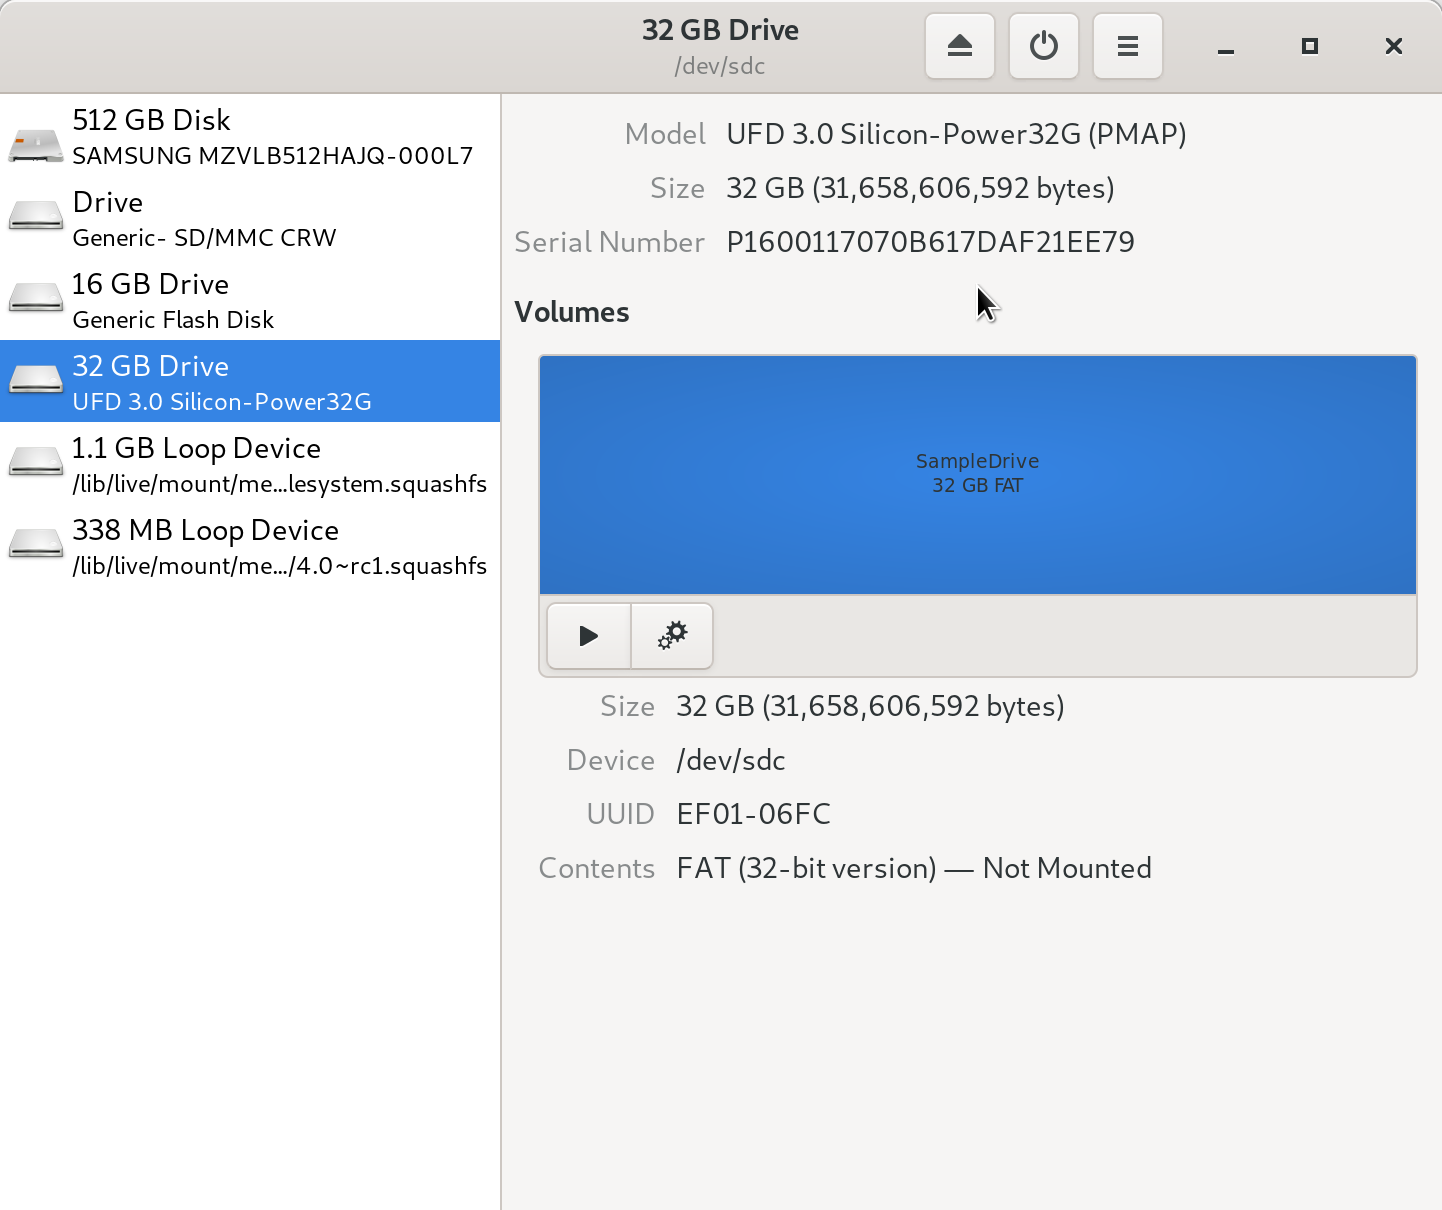 32 GB Drive
/dev/sdc
512 GB Disk
SAMSUNG MZVLB512HAJQ-000L7
Drive
Generic- SD/MMC CRW
16 GB Drive
Generic Flash Disk
32 GB Drive
UFD 3.0 Silicon-Power32G
1.1 GB Loop Device
/lib/live/mount/me...lesystem.squashfs
338 MB Loop Device
/lib/live/mount/me.../4.0~rc1.squashfs
Model UFD 3.0 Silicon-Power32G (PMAP)
Size 32 GB (31,658,606,592 bytes)
Serial Number P1600117070B617DAF21EE79
Volumes
SampleDrive
32 GB FAT
Size 32 GB (31,658,606,592 bytes)
Device /dev/sdc
UUID EF01-06FC
Contents FAT (32-bit version) — Not Mounted